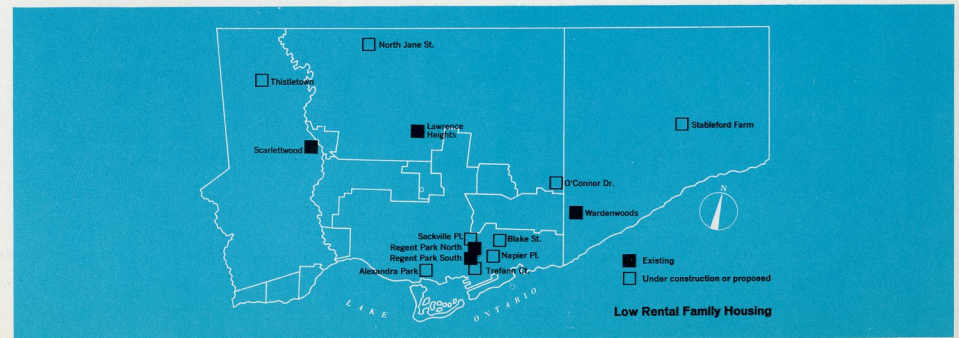 North Jane St.
Thistletown
Lawrence
Heights
Stableford Farm
Scarlettwood
O'Connor Dr.
N
Wardenwoods
Sackville Pl.
Blake St.
Regent Park North
Napier Pl.
Regent Park South
Alexandra Park
Trefann Ct.
Existing
Under construction or proposed
LAKE ONTARIO
Low Rental Family Housing